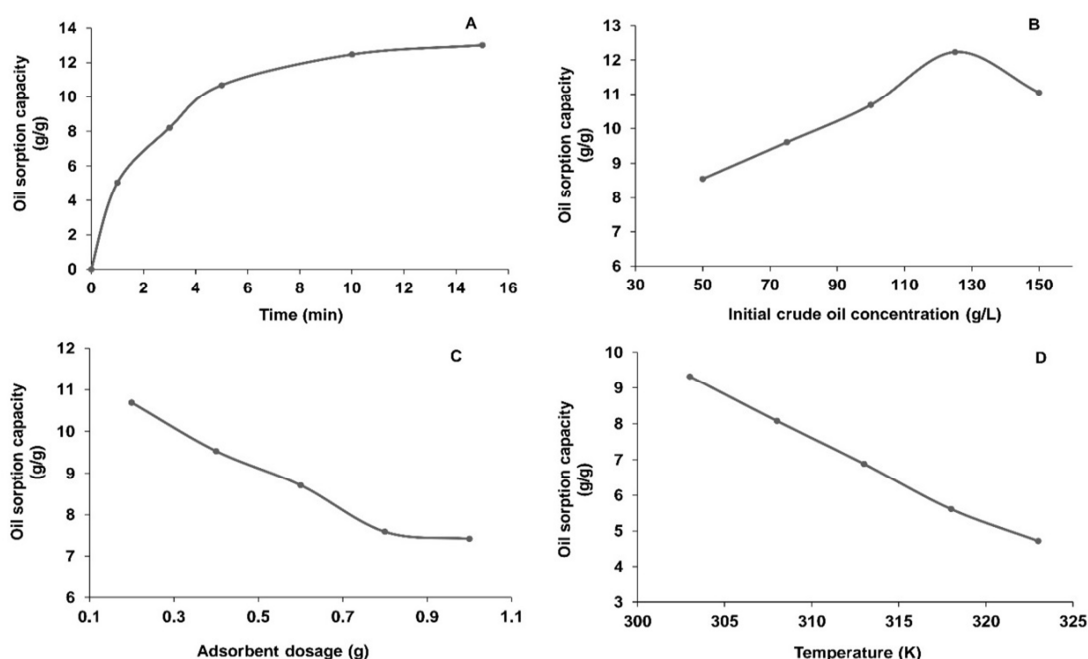 A
Oil sorption capacity
(g/g)
14
12
10
8
6
4
2
0
0 2 4 6 8 10 12 14 16
Time (min)
B
Oil sorption capacity
(g/g)
13
12
11
10
9
8
7
6
30 50 70 90 110 130 150
Initial crude oil concentration (g/L)
C
Oil sorption capacity
(g/g)
12
11
10
9
8
7
6
0.1 0.3 0.5 0.7 0.9 1.1
Adsorbent dosage (g)
D
Oil sorption capacity
(g/g)
10
9
8
7
6
5
4
3
300 305 310 315 320 325
Temperature (K)